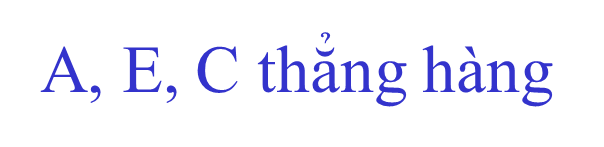 A, E, C thẳng hàng